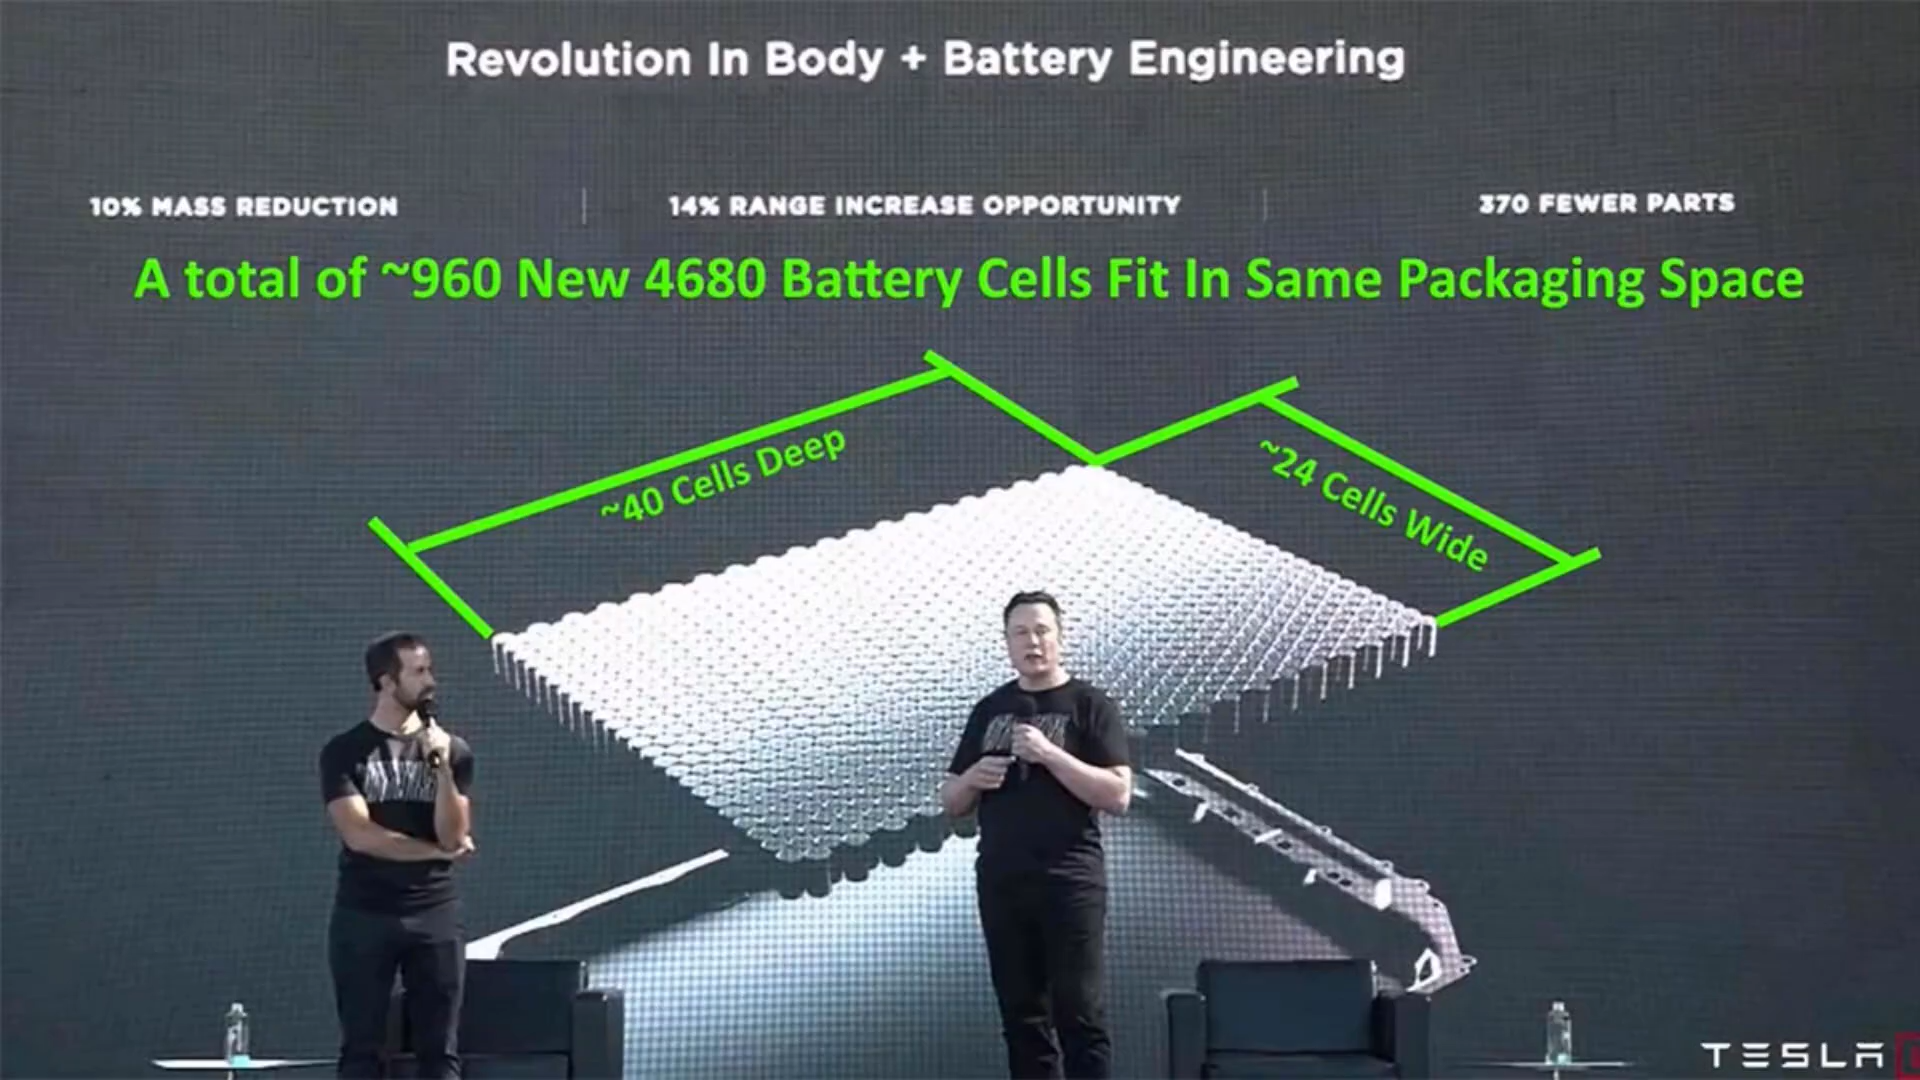 Revolution In Body + Battery Engineering
10% MASS REDUCTION
14% RANGE INCREASE OPPORTUNITY
370 FEWER PARTS
A total of ~960 New 4680 Battery Cells Fit In Same Packaging Space
~40 Cells Deep
~24 Cells Wide
TESLA